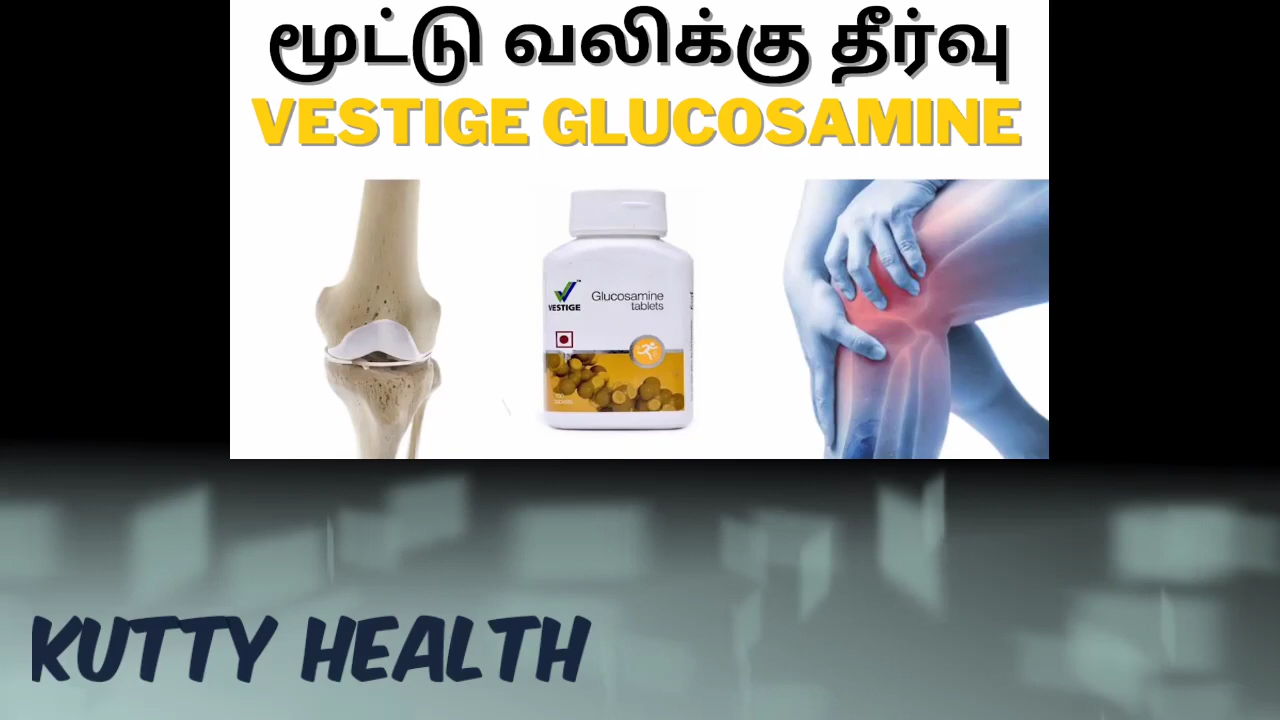 மூட்டு வலிக்கு தீர்வு
VESTIGE GLUCOSAMINE
VESTIGE
Glucosamine
tablets
KUTTY HEALTH